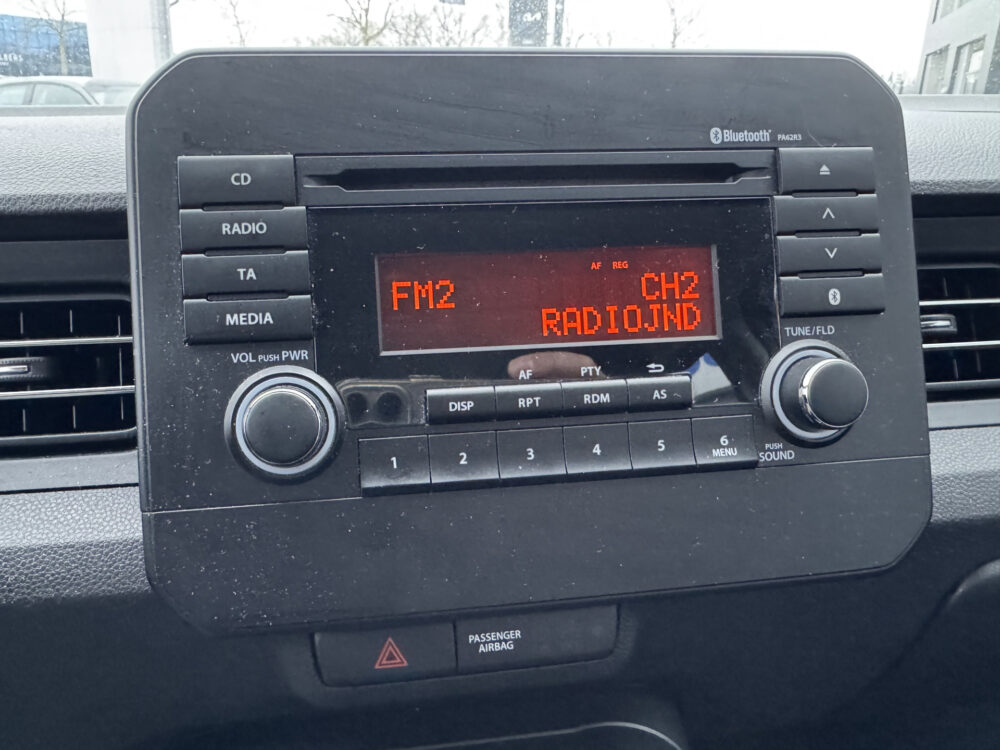 Bluetooth PA62R3
CD
RADIO
TA
MEDIA
AF REG
FM2 CH2
RADIOJND
VOL PUSH PWR
TUNE/FLD
AF PTY
DISP RPT RDM AS
1 2 3 4 5 6
MENU
PUSH
SOUND
PASSENGER
AIRBAG